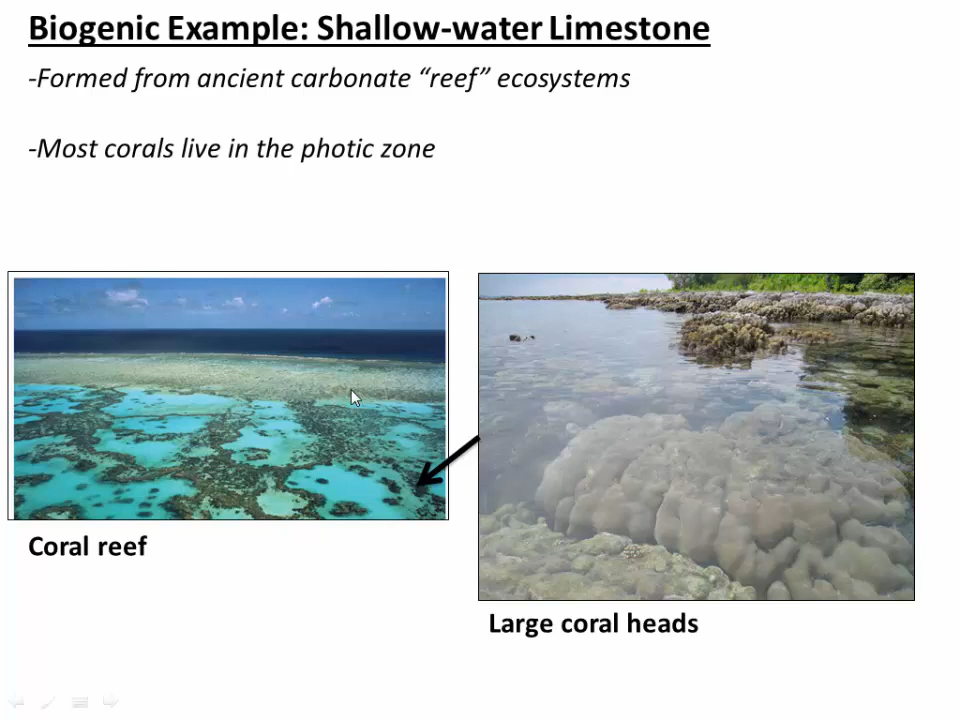 Biogenic Example: Shallow-water Limestone
-Formed from ancient carbonate “reef” ecosystems
-Most corals live in the photic zone
Coral reef
Large coral heads